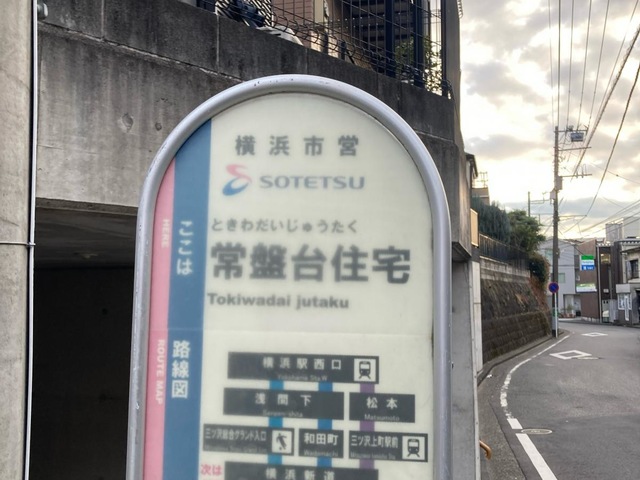 横浜市営
SOTETSU
HERE!
ここは
ときわだいじゅうたく
常盤台住宅
Tokiwadai jutaku
路線図
ROUTE MAP
横浜駅西口
Yokohama Sta.W
浅間下
Sengen-shita
松本
Matsumoto
三ツ沢総合グランド入口
和田町
Wadamachi
三ツ沢上町駅前
次は
横浜新道